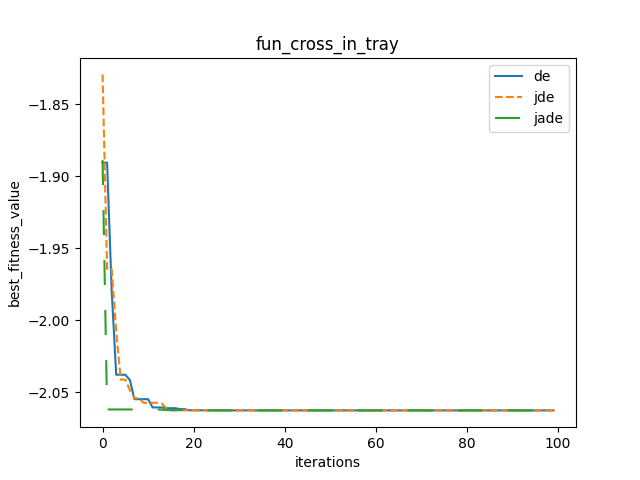 fun_cross_in_tray
de
jde
jade
best_fitness_value
−1.85
−1.90
−1.95
−2.00
−2.05
0
20
40
60
80
100
iterations